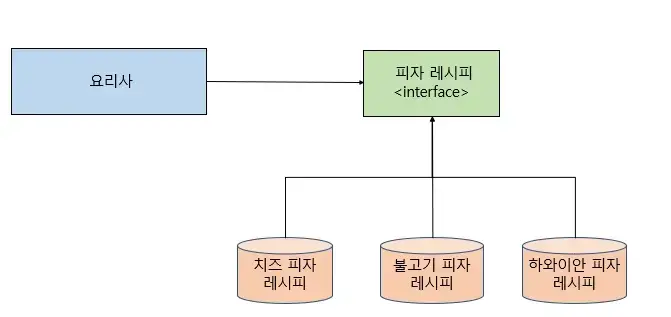 요리사
피자 레시피
<interface>
치즈 피자
레시피
불고기 피자
레시피
하와이안 피자
레시피